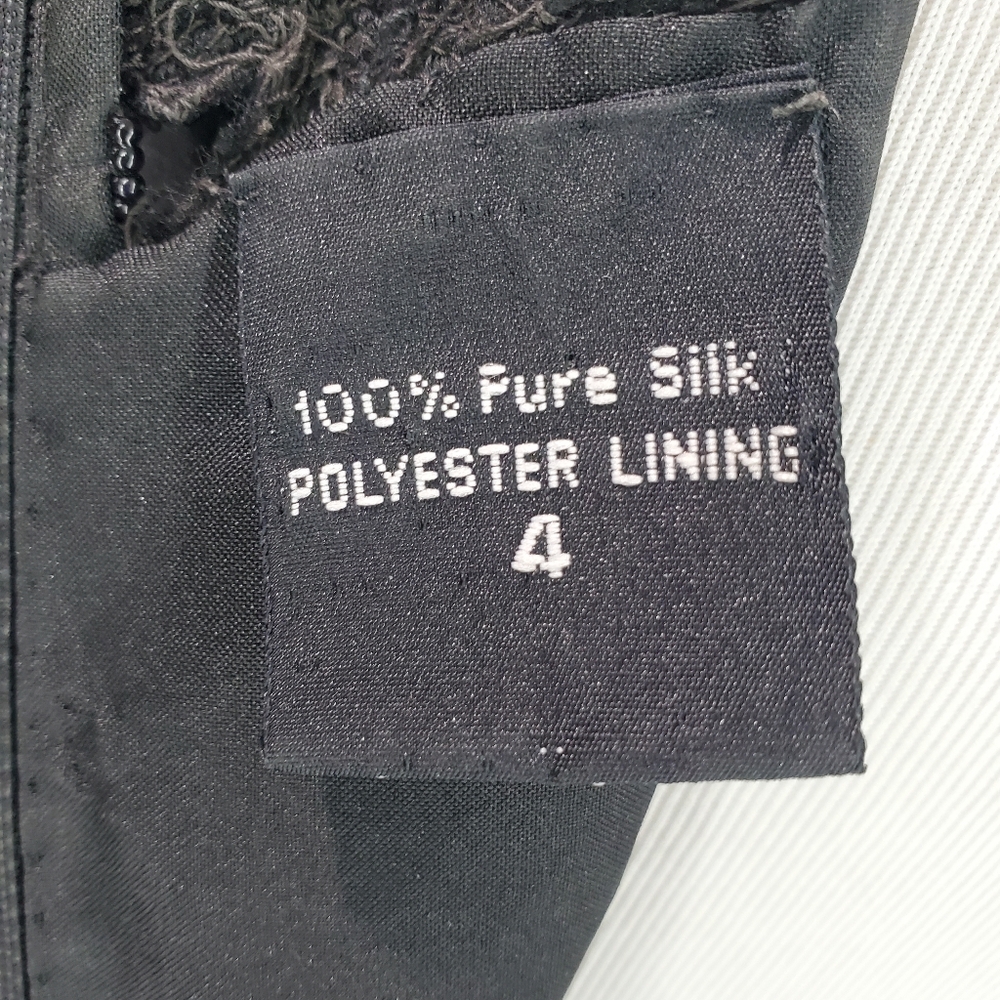 100% Pure Silk
POLYESTER LINING
4